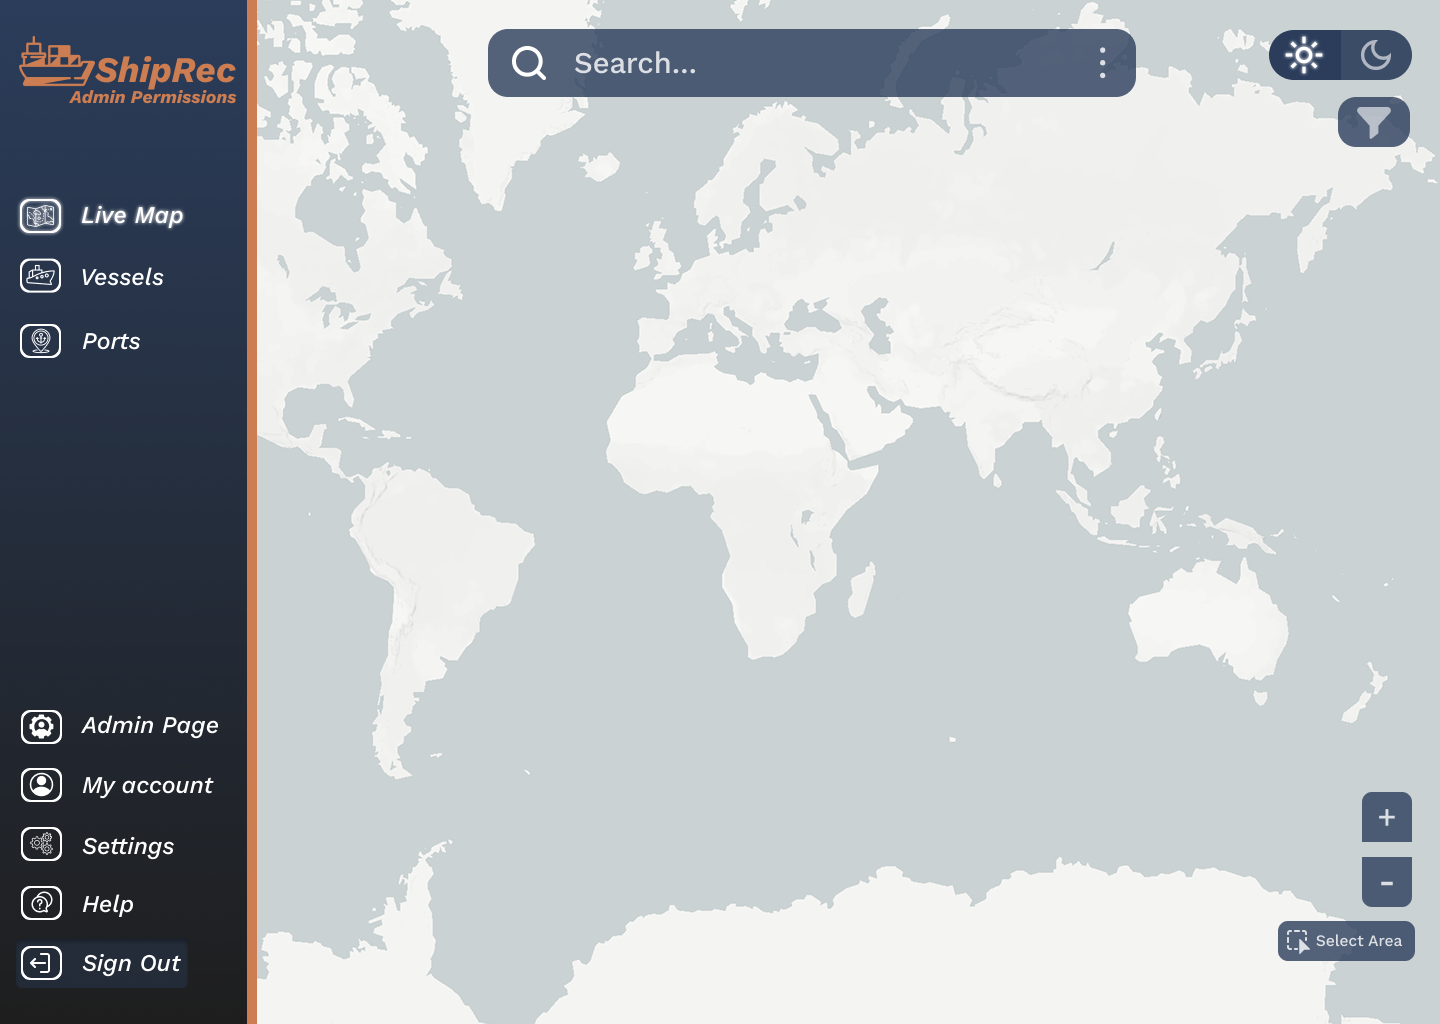 ShipRec
Admin Permissions
Search...
Live Map
Vessels
Ports
Admin Page
My account
Settings
Help
Sign Out
+
-
Select Area